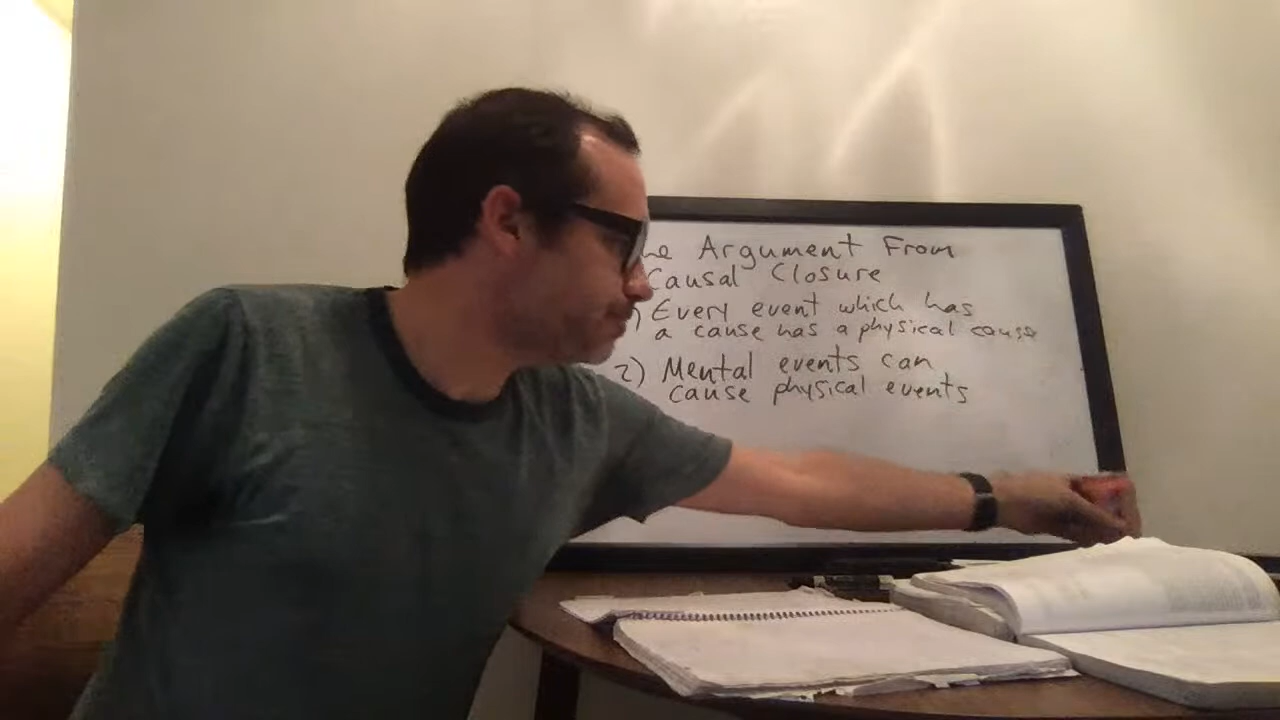 he Argument From
Causal Closure
) Every event which has
a cause has a physical cause
2) Mental events can
cause physical events